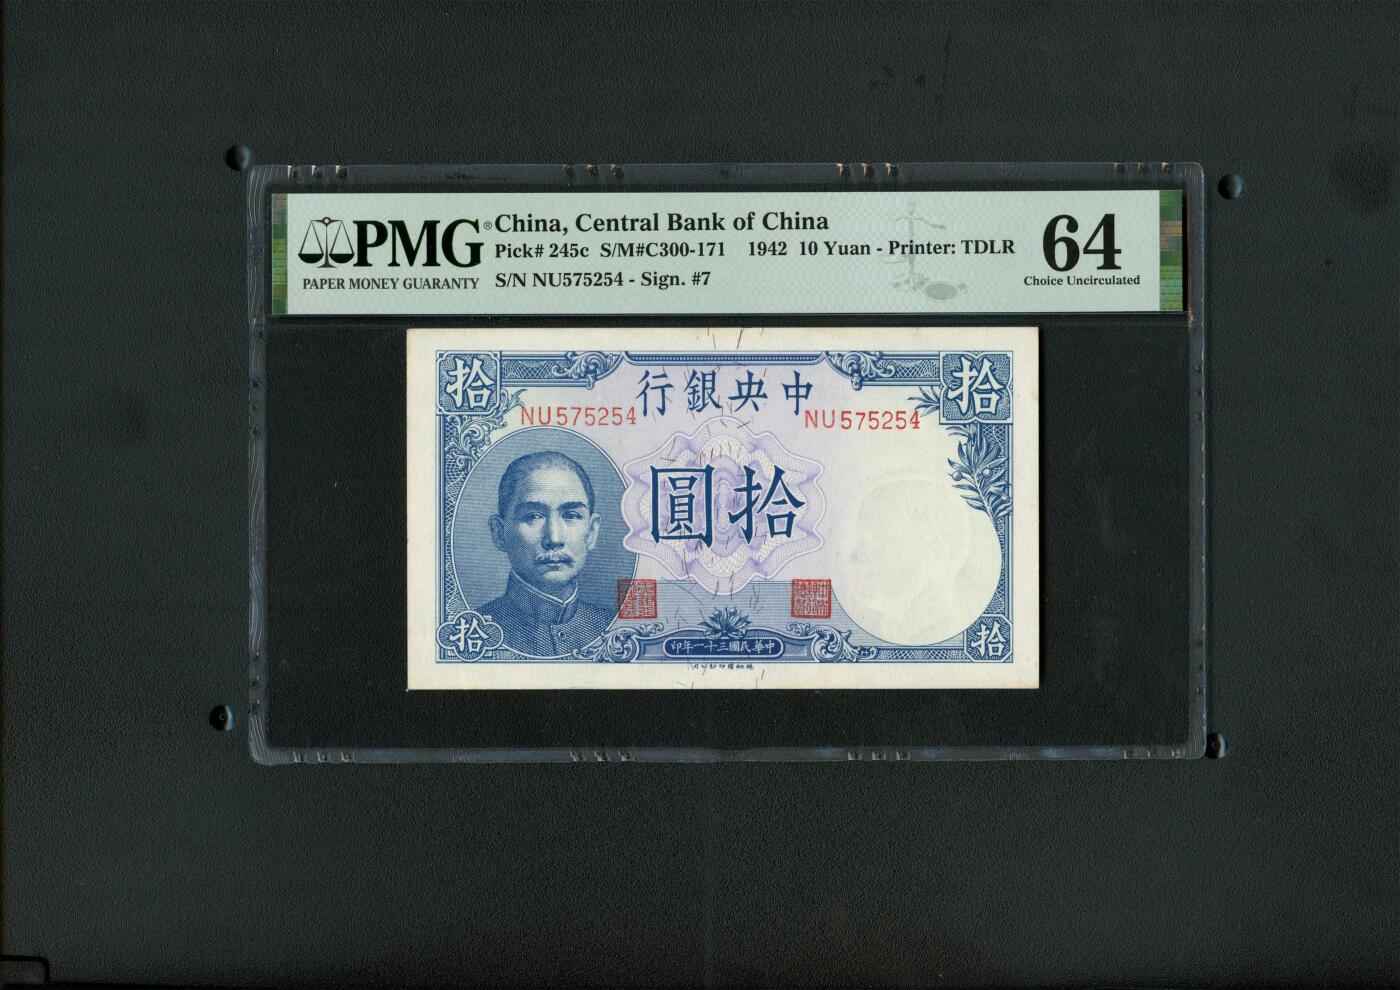 PMG®
PAPER MONEY GUARANTY
China, Central Bank of China
Pick# 245c S/M#C300-171 1942 10 Yuan - Printer: TDLR
S/N NU575254 - Sign. #7
64
Choice Uncirculated
拾
行銀央中
拾
NU575254
NU575254
圓拾
拾
印年一十三國民華中
拾